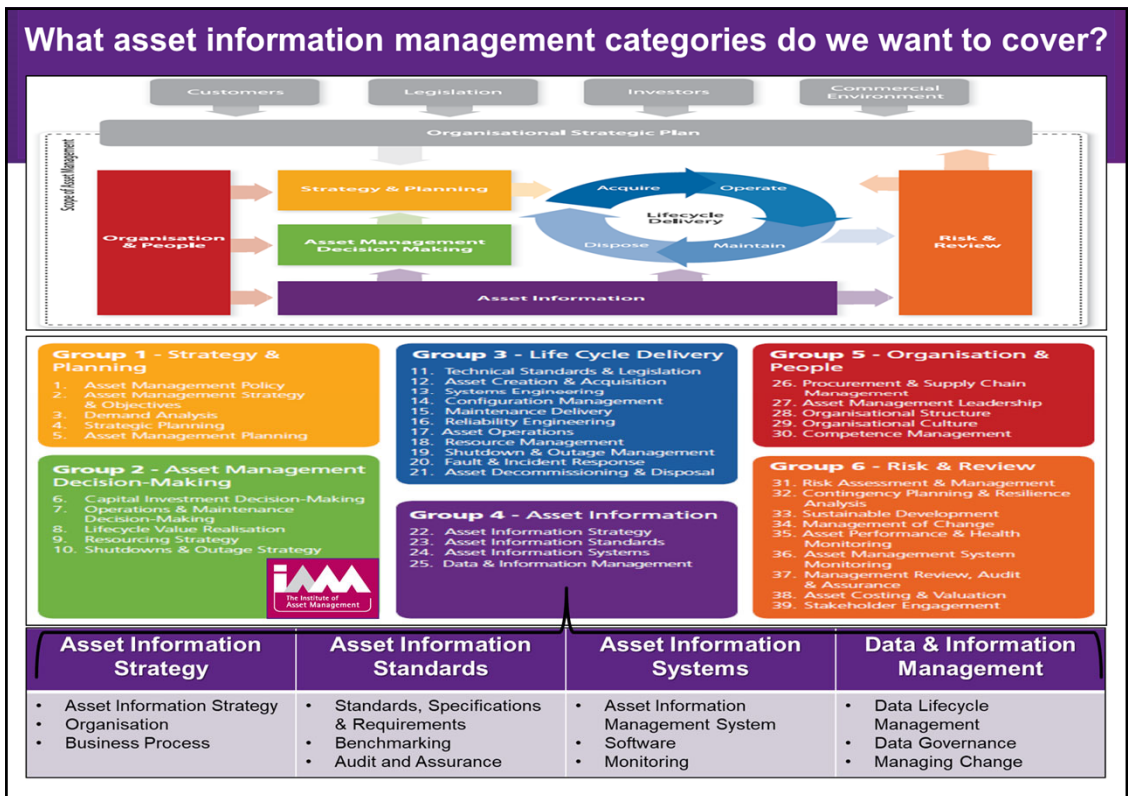 What asset information management categories do we want to cover?
Customers
Legislation
Investors
Commercial
Environment
Organisational Strategic Plan
Scope of Asset Management
Organisation
& People
Strategy & Planning
Asset Management
Decision Making
Acquire
Operate
Lifecycle
Delivery
Dispose
Maintain
Risk &
Review
Asset Information
Group 1 - Strategy &
Planning
1. Asset Management Policy
2. Asset Management Strategy
& Objectives
3. Demand Analysis
4. Strategic Planning
5. Asset Management Planning
Group 2 - Asset Management
Decision-Making
6. Capital Investment Decision-Making
7. Operations & Maintenance
Decision-Making
8. Lifecycle Value Realisation
9. Resourcing Strategy
10. Shutdowns & Outage Strategy
iAM
The Institute of
Asset Management
Group 3 - Life Cycle Delivery
11. Technical Standards & Legislation
12. Asset Creation & Acquisition
13. Systems Engineering
14. Configuration Management
15. Maintenance Delivery
16. Reliability Engineering
17. Asset Operations
18. Resource Management
19. Shutdown & Outage Management
20. Fault & Incident Response
21. Asset Decommissioning & Disposal
Group 4 - Asset Information
22. Asset Information Strategy
23. Asset Information Standards
24. Asset Information Systems
25. Data & Information Management
Group 5 - Organisation &
People
26. Procurement & Supply Chain
Management
27. Asset Management Leadership
28. Organisational Structure
29. Organisational Culture
30. Competence Management
Group 6 - Risk & Review
31. Risk Assessment & Management
32. Contingency Planning & Resilience
Analysis
33. Sustainable Development
34. Management of Change
35. Asset Performance & Health
Monitoring
36. Asset Management System
Monitoring
37. Management Review, Audit
& Assurance
38. Asset Costing & Valuation
39. Stakeholder Engagement
Asset Information
Strategy
• Asset Information Strategy
• Organisation
• Business Process
Asset Information
Standards
• Standards, Specifications
& Requirements
• Benchmarking
• Audit and Assurance
Asset Information
Systems
• Asset Information
Management System
• Software
• Monitoring
Data & Information
Management
• Data Lifecycle
Management
• Data Governance
• Managing Change